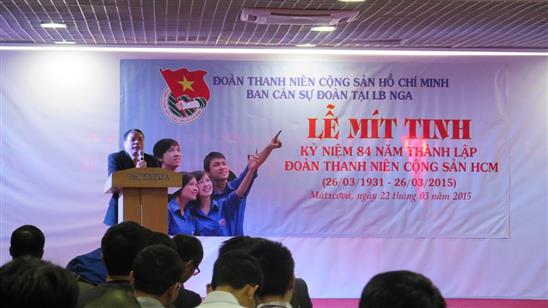 ĐOÀN THANH NIÊN CỘNG SẢN HỒ CHÍ MINH
BAN CÁN SỰ ĐOÀN TẠI LB NGA
LỄ MÍT TINH
KỶ NIỆM 84 NĂM THÀNH LẬP
ĐOÀN THANH NIÊN CỘNG SẢN HCM
(26/03/1931 - 26/03/2015)
Mátxcơva, ngày 22 tháng 03 năm 2015